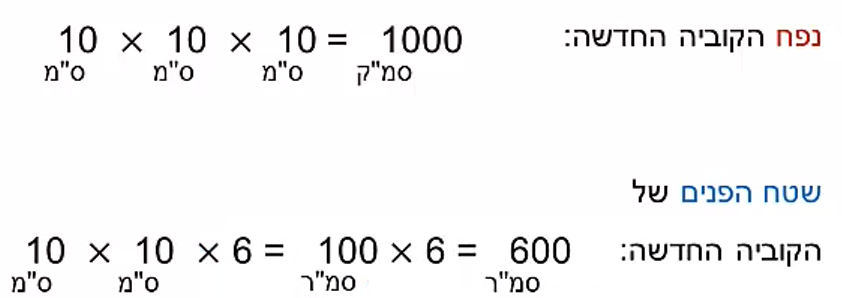 נפח הקוביה החדשה: 10 × 10 × 10 = 1000
ס"מ ס"מ ס"מ סמ"ק
שטח הפנים של
הקוביה החדשה: 10 × 10 × 6 = 100 × 6 = 600
ס"מ ס"מ סמ"ר סמ"ר